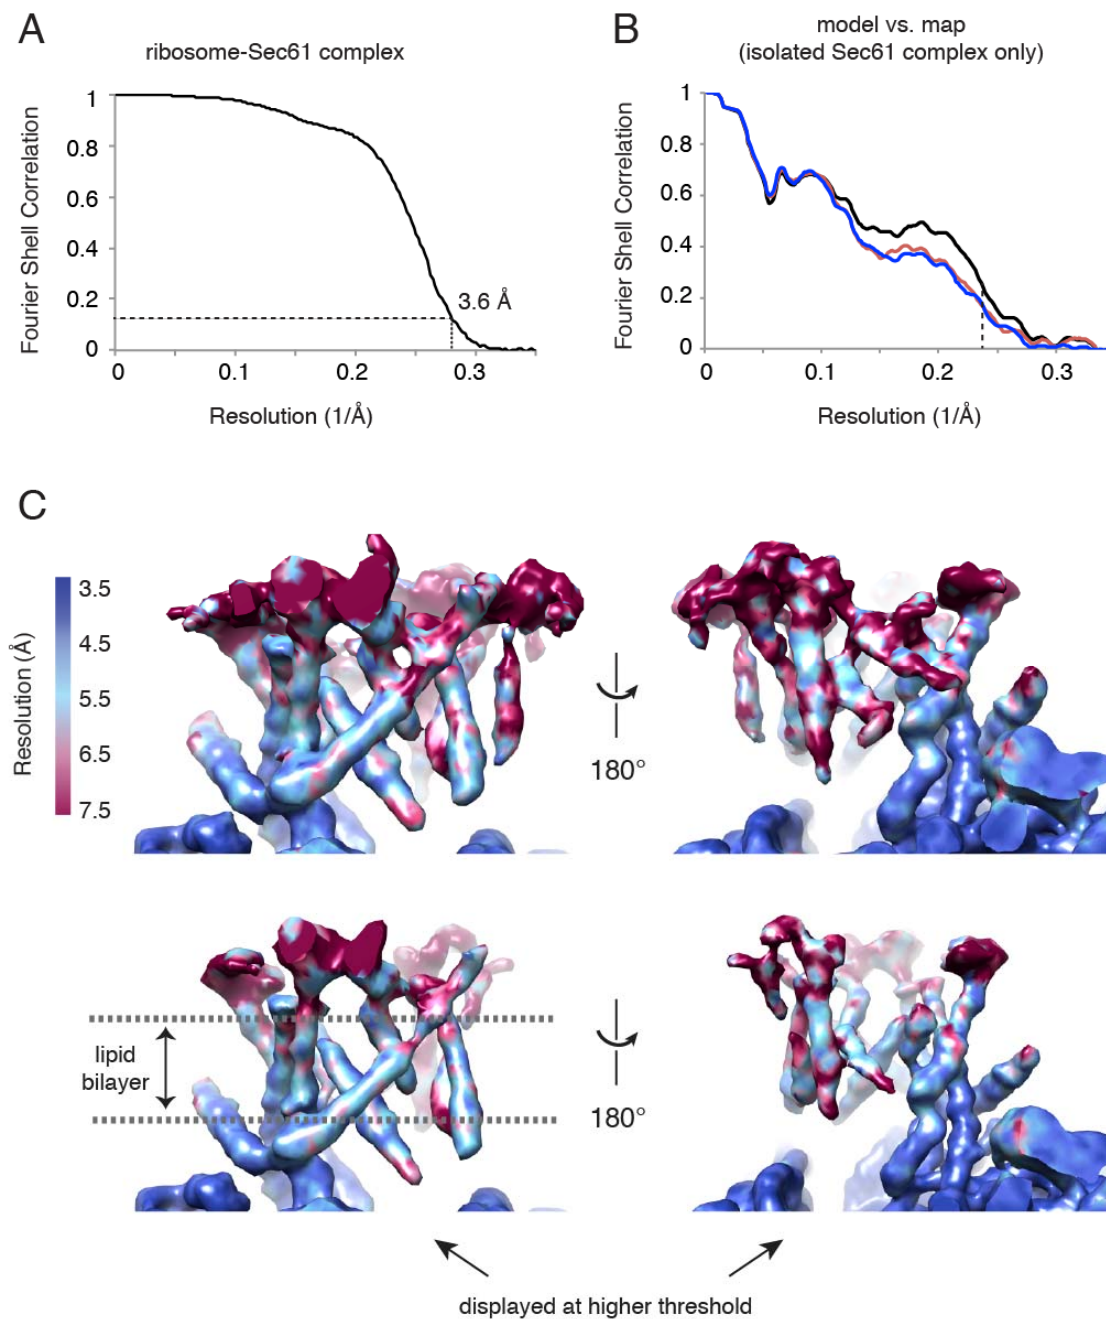 A
ribosome-Sec61 complex
Fourier Shell Correlation
1
0.8
0.6
0.4
0.2
0
3.6 Å
0
0.1
0.2
0.3
Resolution (1/Å)
B
model vs. map
(isolated Sec61 complex only)
Fourier Shell Correlation
1
0.8
0.6
0.4
0.2
0
0
0.1
0.2
0.3
Resolution (1/Å)
C
Resolution (Å)
3.5
4.5
5.5
6.5
7.5
180°
lipid
bilayer
180°
displayed at higher threshold